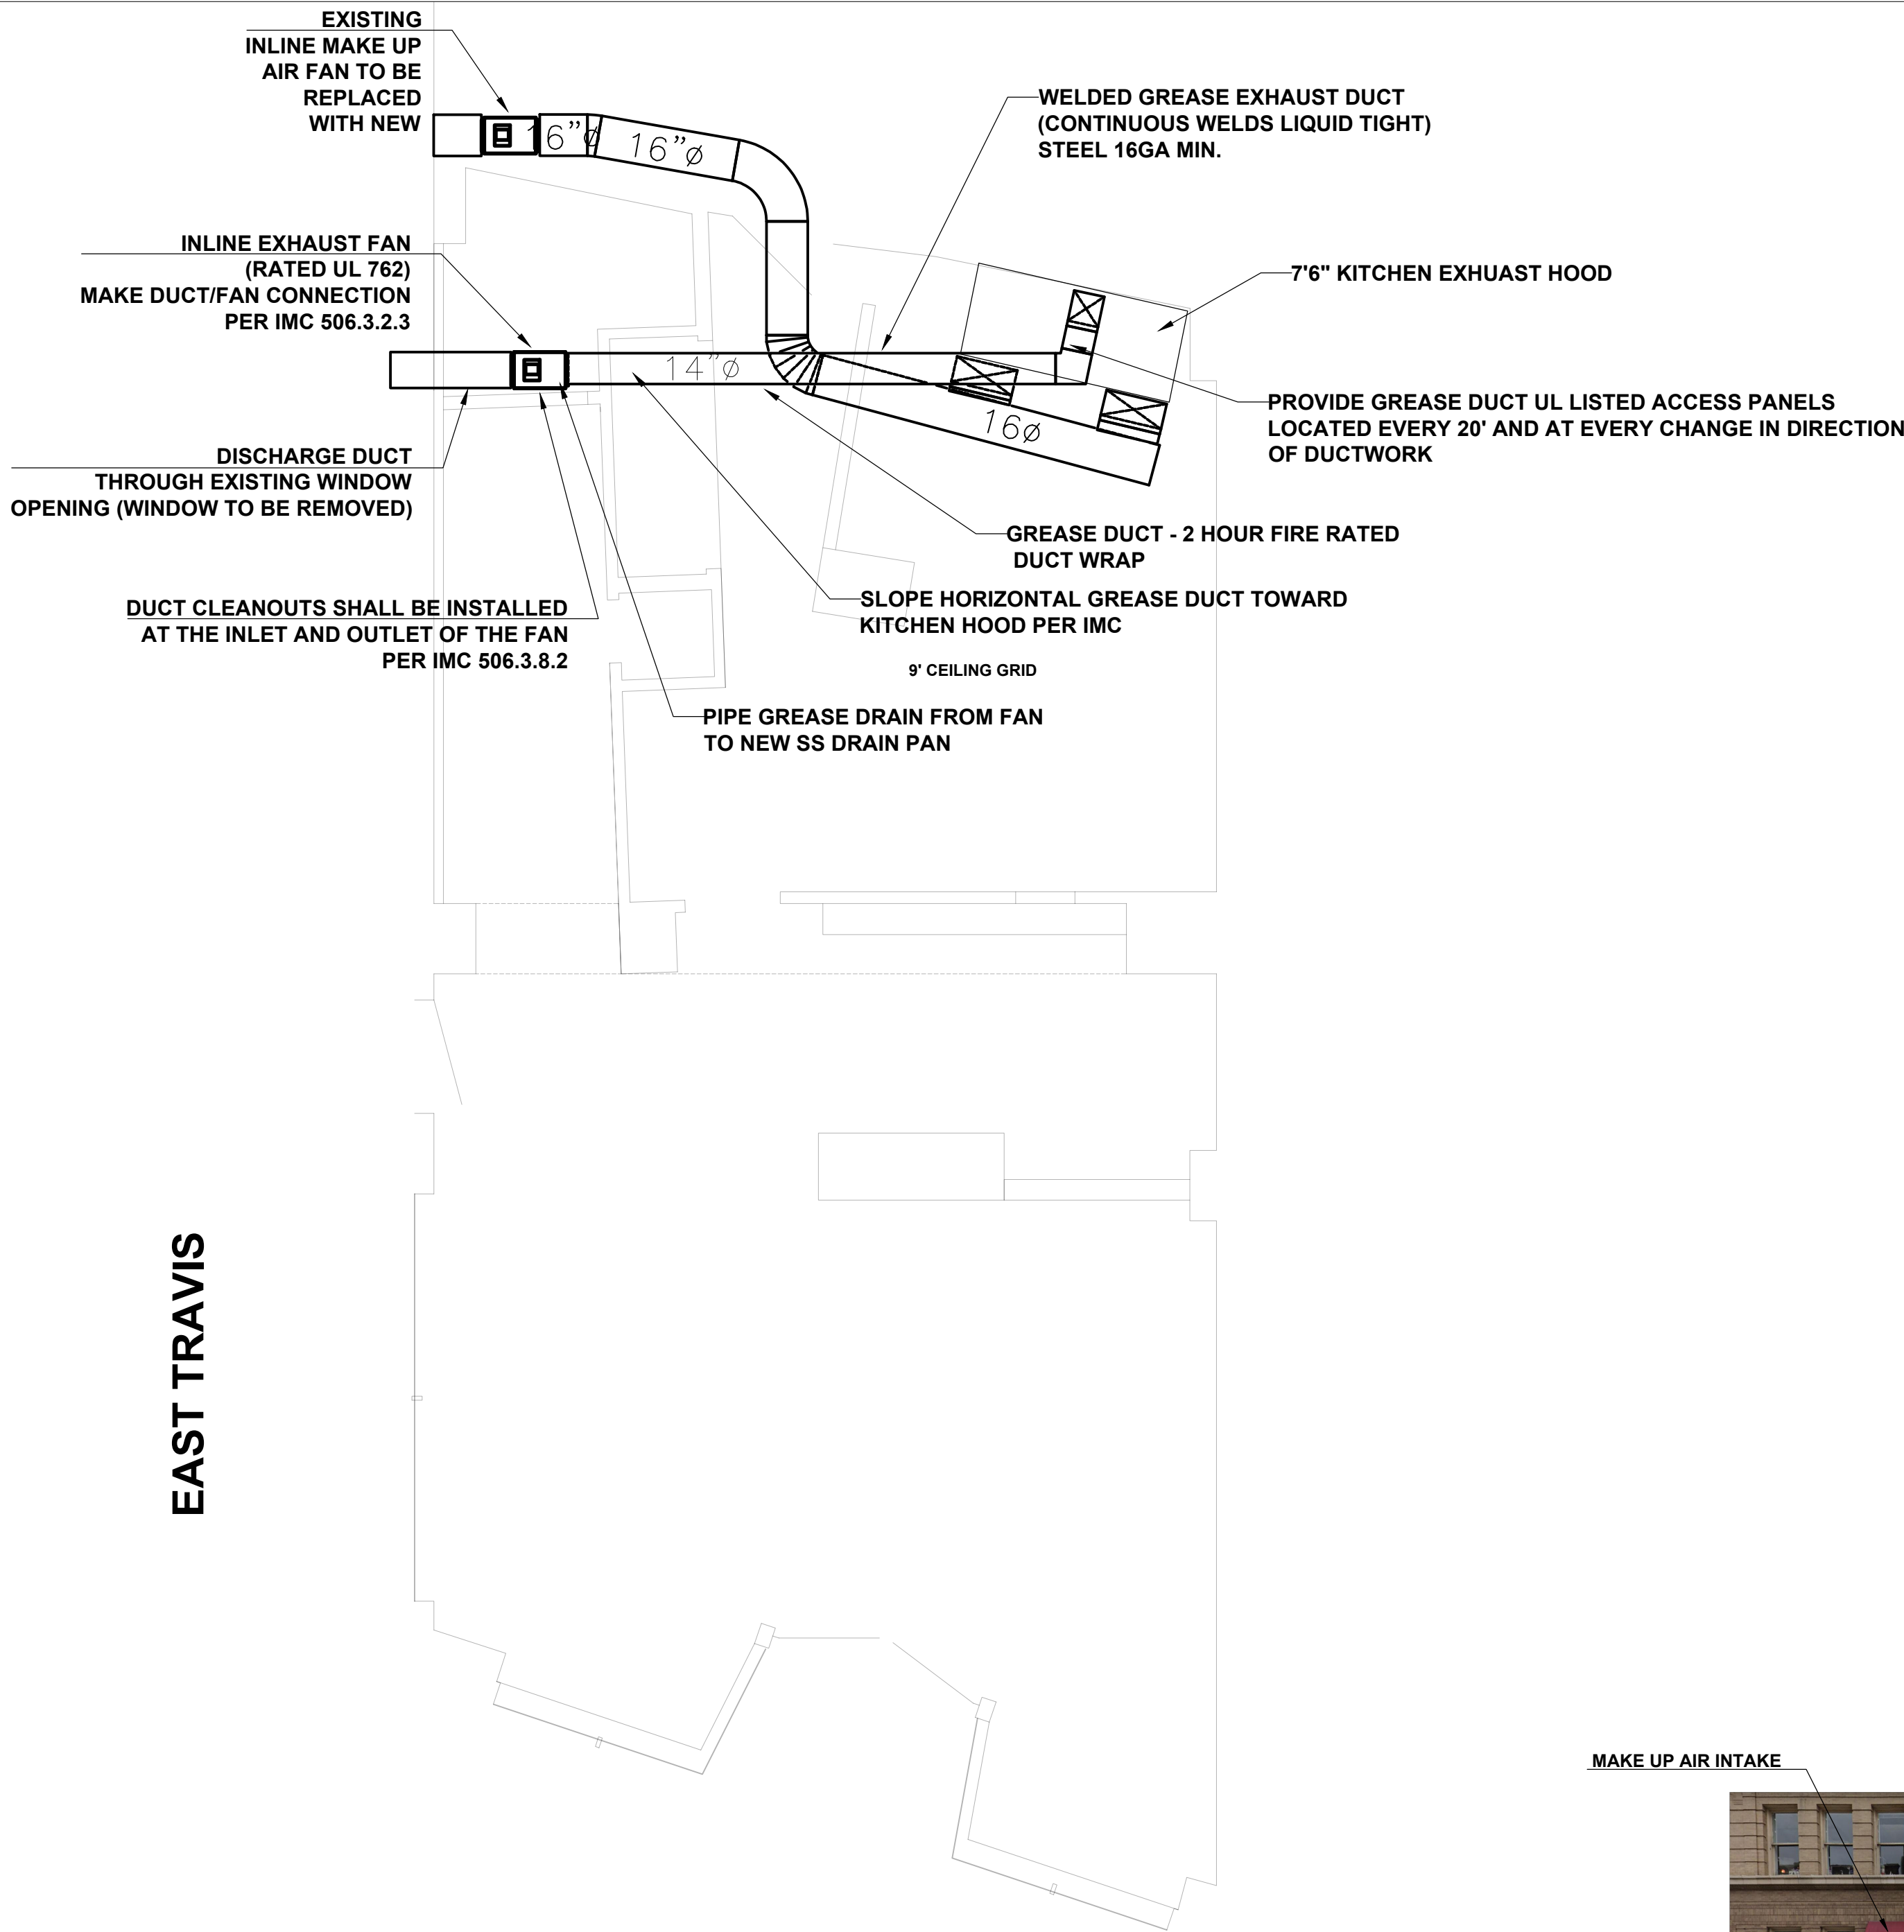 EXISTING
INLINE MAKE UP
AIR FAN TO BE
REPLACED
WITH NEW
16"ø
16"ø
WELDED GREASE EXHAUST DUCT
(CONTINUOUS WELDS LIQUID TIGHT)
STEEL 16GA MIN.
INLINE EXHAUST FAN
(RATED UL 762)
MAKE DUCT/FAN CONNECTION
PER IMC 506.3.2.3
7'6" KITCHEN EXHUAST HOOD
14"ø
PROVIDE GREASE DUCT UL LISTED ACCESS PANELS
LOCATED EVERY 20' AND AT EVERY CHANGE IN DIRECTION
OF DUCTWORK
16ø
DISCHARGE DUCT
THROUGH EXISTING WINDOW
OPENING (WINDOW TO BE REMOVED)
GREASE DUCT - 2 HOUR FIRE RATED
DUCT WRAP
DUCT CLEANOUTS SHALL BE INSTALLED
AT THE INLET AND OUTLET OF THE FAN
PER IMC 506.3.8.2
SLOPE HORIZONTAL GREASE DUCT TOWARD
KITCHEN HOOD PER IMC
9' CEILING GRID
PIPE GREASE DRAIN FROM FAN
TO NEW SS DRAIN PAN
EAST TRAVIS
MAKE UP AIR INTAKE